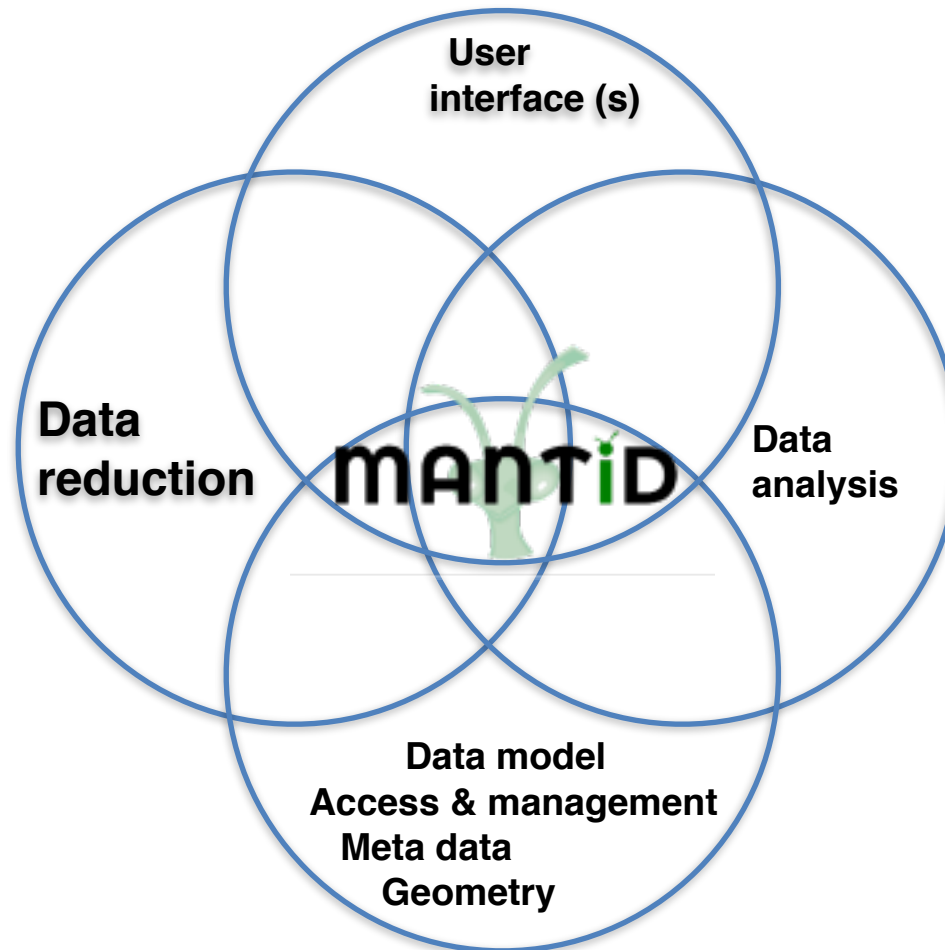 User
interface (s)
Data
reduction
MANTiD
Data
analysis
Data model
Access & management
Meta data
Geometry